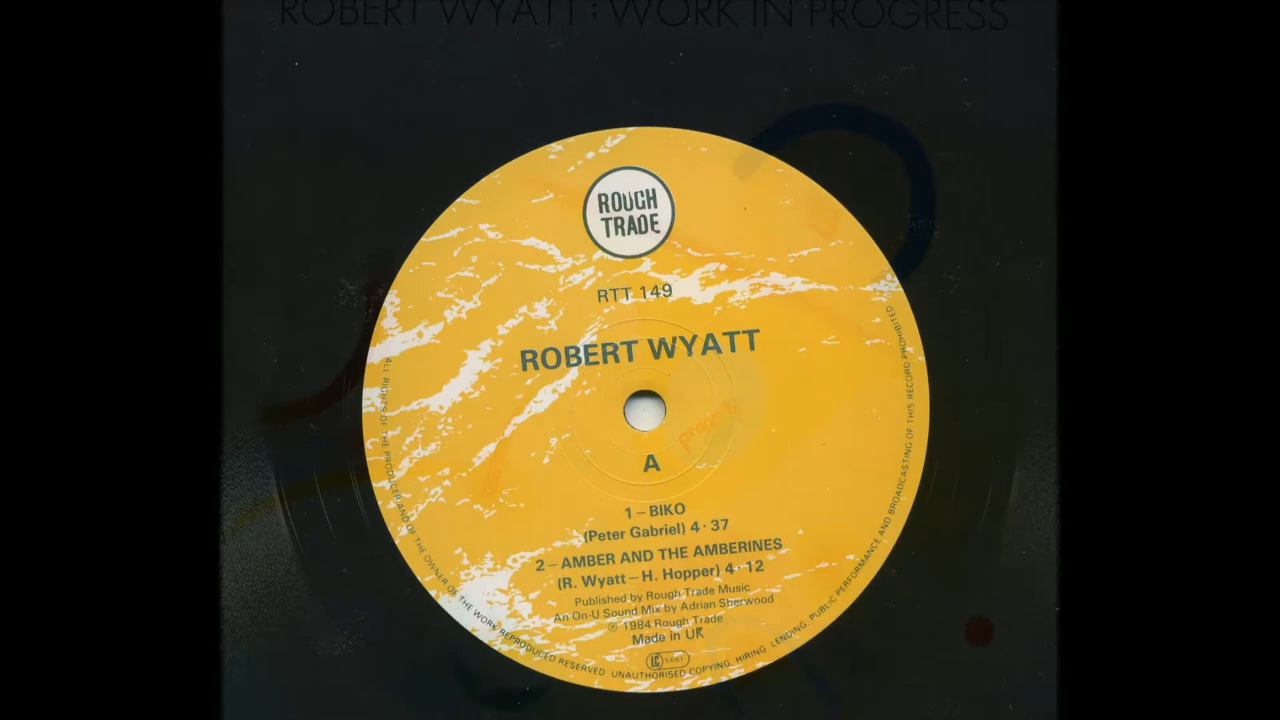 ROBERT WYATT : WORK IN PROGRESS
ROUGH
TRADE
RTT 149
ROBERT WYATT
A
1 – BIKO
(Peter Gabriel) 4·37
2 – AMBER AND THE AMBERINES
(R. Wyatt – H. Hopper) 4·12
Published by Rough Trade Music
An On-U Sound Mix by Adrian Sherwood
℗ 1984 Rough Trade
Made in UK
LC 5661
ALL RIGHTS OF THE PRODUCER AND OF THE OWNER OF THE WORK REPRODUCED RESERVED UNAUTHORISED COPYING, HIRING, LENDING, PUBLIC PERFORMANCE AND BROADCASTING OF THIS RECORD PROHIBITED